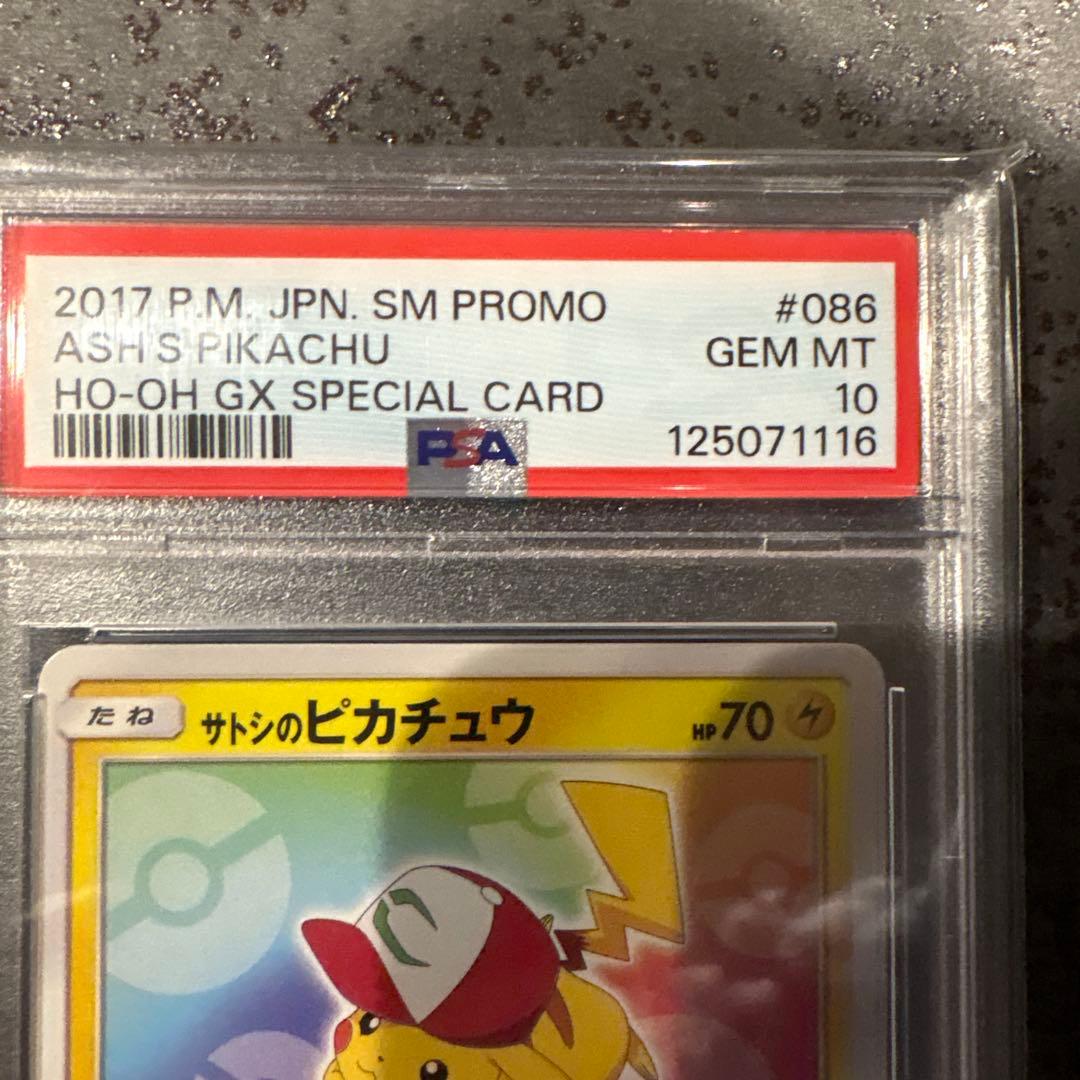 2017 P.M. JPN. SM PROMO #086
ASH'S PIKACHU GEM MT
HO-OH GX SPECIAL CARD 10
PSA 125071116
たね サトシのピカチュウ HP70